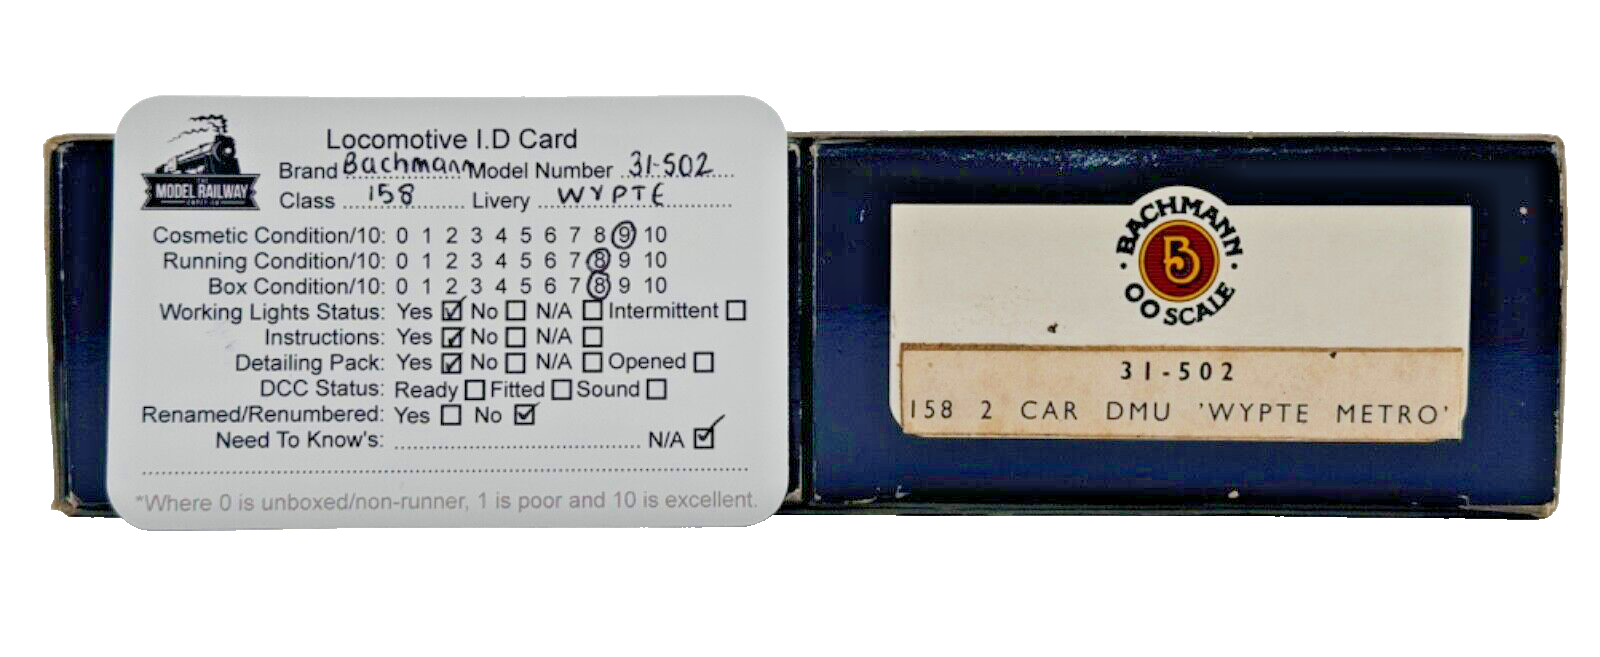 THE
MODEL RAILWAY
Locomotive I.D Card
Brand Bachmann Model Number 31-502
Class 158 Livery WYPTE
Cosmetic Condition/10: 0 1 2 3 4 5 6 7 8 9 10
Running Condition/10: 0 1 2 3 4 5 6 7 8 9 10
Box Condition/10: 0 1 2 3 4 5 6 7 8 9 10
Working Lights Status: Yes ☑ No ☐ N/A ☐ Intermittent ☐
Instructions: Yes ☑ No ☐ N/A ☐
Detailing Pack: Yes ☑ No ☐ N/A ☐ Opened ☐
DCC Status: Ready ☐ Fitted ☐ Sound ☐
Renamed/Renumbered: Yes ☐ No ☑
Need To Know's: N/A ☑
*Where 0 is unboxed/non-runner, 1 is poor and 10 is excellent.
BACHMANN
B
OO SCALE
31-502
158 2 CAR DMU 'WYPTE METRO'